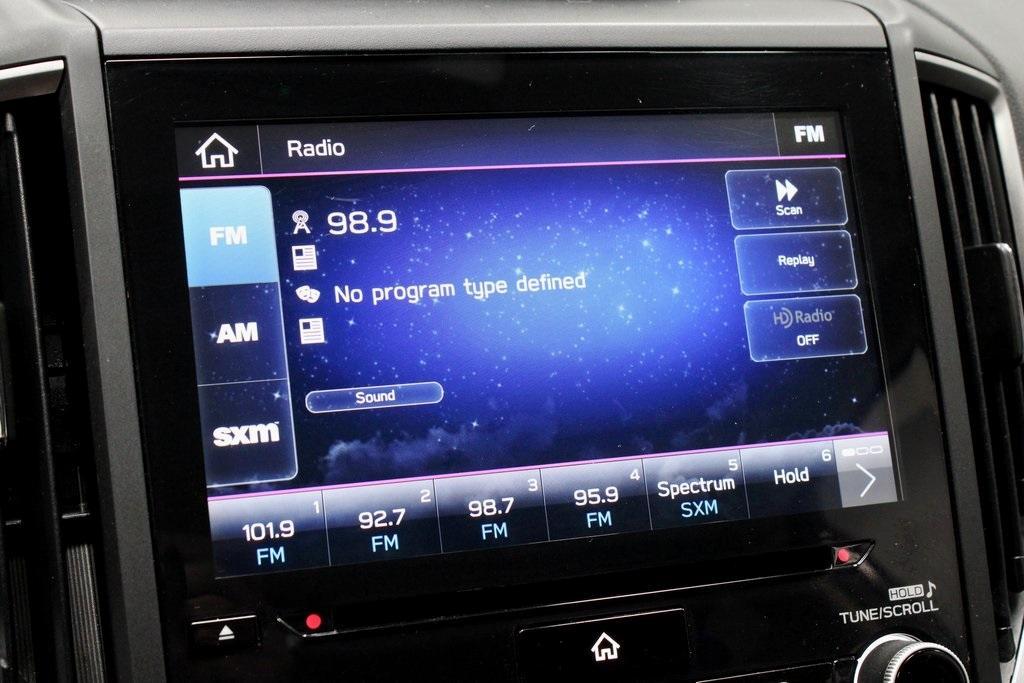 Radio
FM
FM
AM
sxm
98.9
No program type defined
Sound
Scan
Replay
HD Radio
OFF
1
101.9
FM
2
92.7
FM
3
98.7
FM
4
95.9
FM
5
Spectrum
SXM
6
Hold
HOLD
TUNE/SCROLL